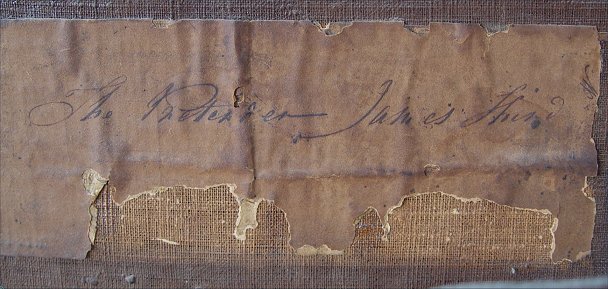 The Pretender James Third